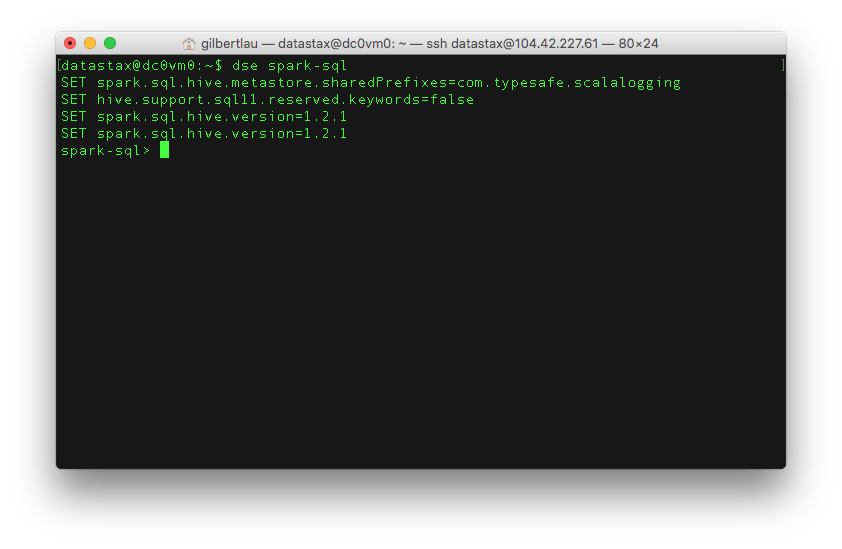 gilbertlau — datastax@dc0vm0: ~ — ssh datastax@104.42.227.61 — 80×24
[datastax@dc0vm0:~$ dse spark-sql ]
SET spark.sql.hive.metastore.sharedPrefixes=com.typesafe.scalalogging
SET hive.support.sql11.reserved.keywords=false
SET spark.sql.hive.version=1.2.1
SET spark.sql.hive.version=1.2.1
spark-sql>